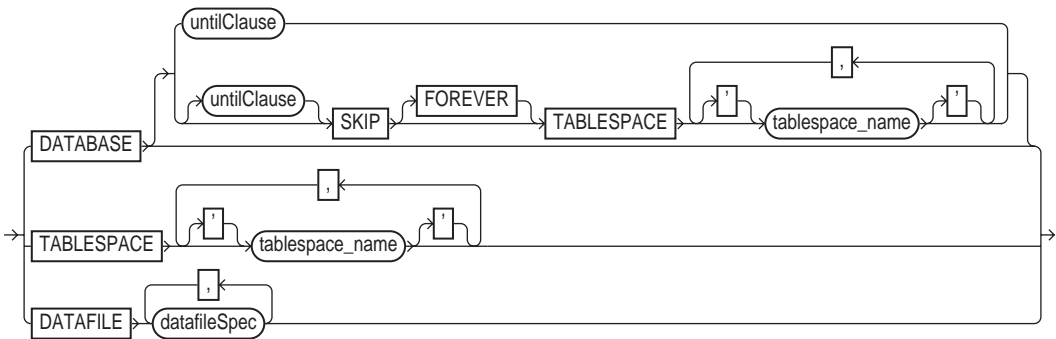 untilClause
,
untilClause SKIP FOREVER TABLESPACE ' tablespace_name '
DATABASE
,
TABLESPACE ' tablespace_name '
,
DATAFILE datafileSpec